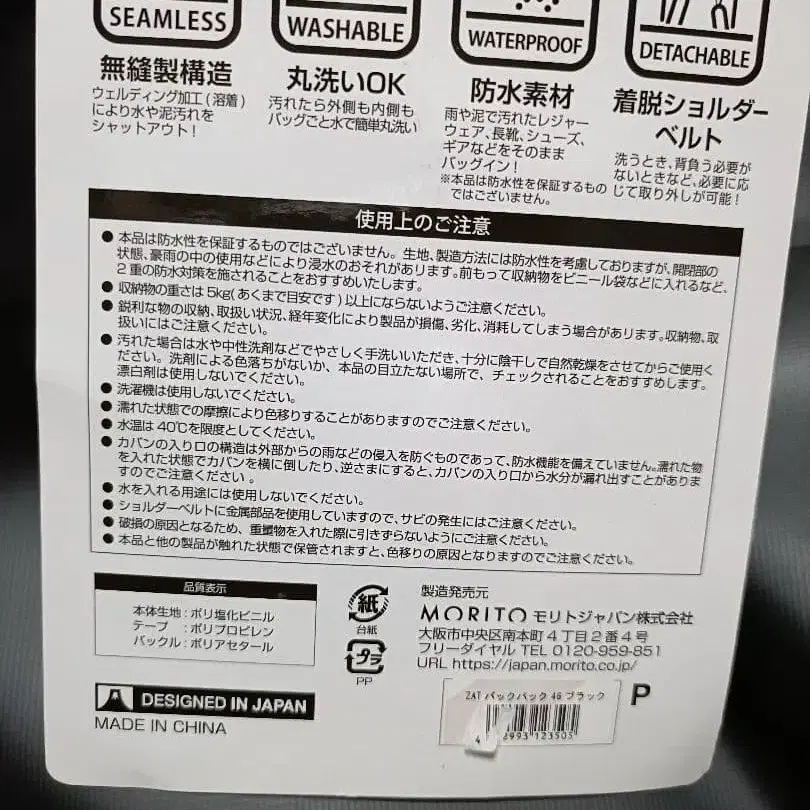 SEAMLESS
WASHABLE
WATERPROOF
DETACHABLE
無縫製構造
ウェルディング加工(溶着)
により水や泥汚れを
シャットアウト!
丸洗いOK
汚れたら外側も内側も
バッグごと水で簡単丸洗い
防水素材
雨や泥で汚れたレジャー
ウェア、長靴、シューズ、
ギアなどをそのまま
バッグイン!
※本品は防水性を保証するもの
ではございません。
着脱ショルダー
ベルト
洗うとき、背負う必要が
ないときなど、必要に応
じて取り外しが可能!
使用上のご注意
● 本品は防水性を保証するものではございません。生地、製造方法には防水性を考慮しておりますが、開閉部の
状態、豪雨の中の使用などにより浸水のおそれがあります。前もって収納物をビニール袋などに入れるなど、
2重の防水対策を施されることをおすすめいたします。
● 収納物の重さは5kg(あくまで目安です)以上にならないようご注意ください。
● 鋭利な物の収納、取扱い状況、経年変化により製品が損傷、劣化、消耗してしまう場合があります。収納物、取
扱いにはご注意ください。
● 汚れた場合は水や中性洗剤などでやさしく手洗いいただき、十分に陰干しで自然乾燥をさせてからご使用く
ださい。洗剤による色落ちがないか、本品の目立たない場所で、チェックされることをおすすめします。
漂白剤は使用しないでください。
● 洗濯機は使用しないでください。
● 濡れた状態での摩擦により色移りすることがありますのでご注意ください。
● 水温は40℃を限度としてください。
● カバンの入り口の構造は外部からの雨などの侵入を防ぐものであって、防水機能を備えていません。濡れた物
を入れた状態でカバンを横に倒したり、逆さまにすると、カバンの入り口から水分が漏れ出すことがありま
すのでご注意ください。
● 水を入れる用途には使用しないでください。
● ショルダーベルトに金属部品を使用していますので、サビの発生にはご注意ください。
● 破損の原因となるため、重量物を入れた際に引きずらないようにご注意ください。
● 本品と他の製品が触れた状態で保管されますと、色移りの原因となりますのでご注意ください。
品質表示
本体生地:ポリ塩化ビニル
テープ :ポリプロピレン
バックル:ポリアセタール
紙
台紙
プラ
PP
製造発売元
MORITO モリトジャパン株式会社
大阪市中央区南本町4丁目2番4号
フリーダイヤル TEL 0120-959-851
URL https://japan.morito.co.jp/
DESIGNED IN JAPAN
MADE IN CHINA
ZAT バックパック 46 ブラック
4 2993 123505
P